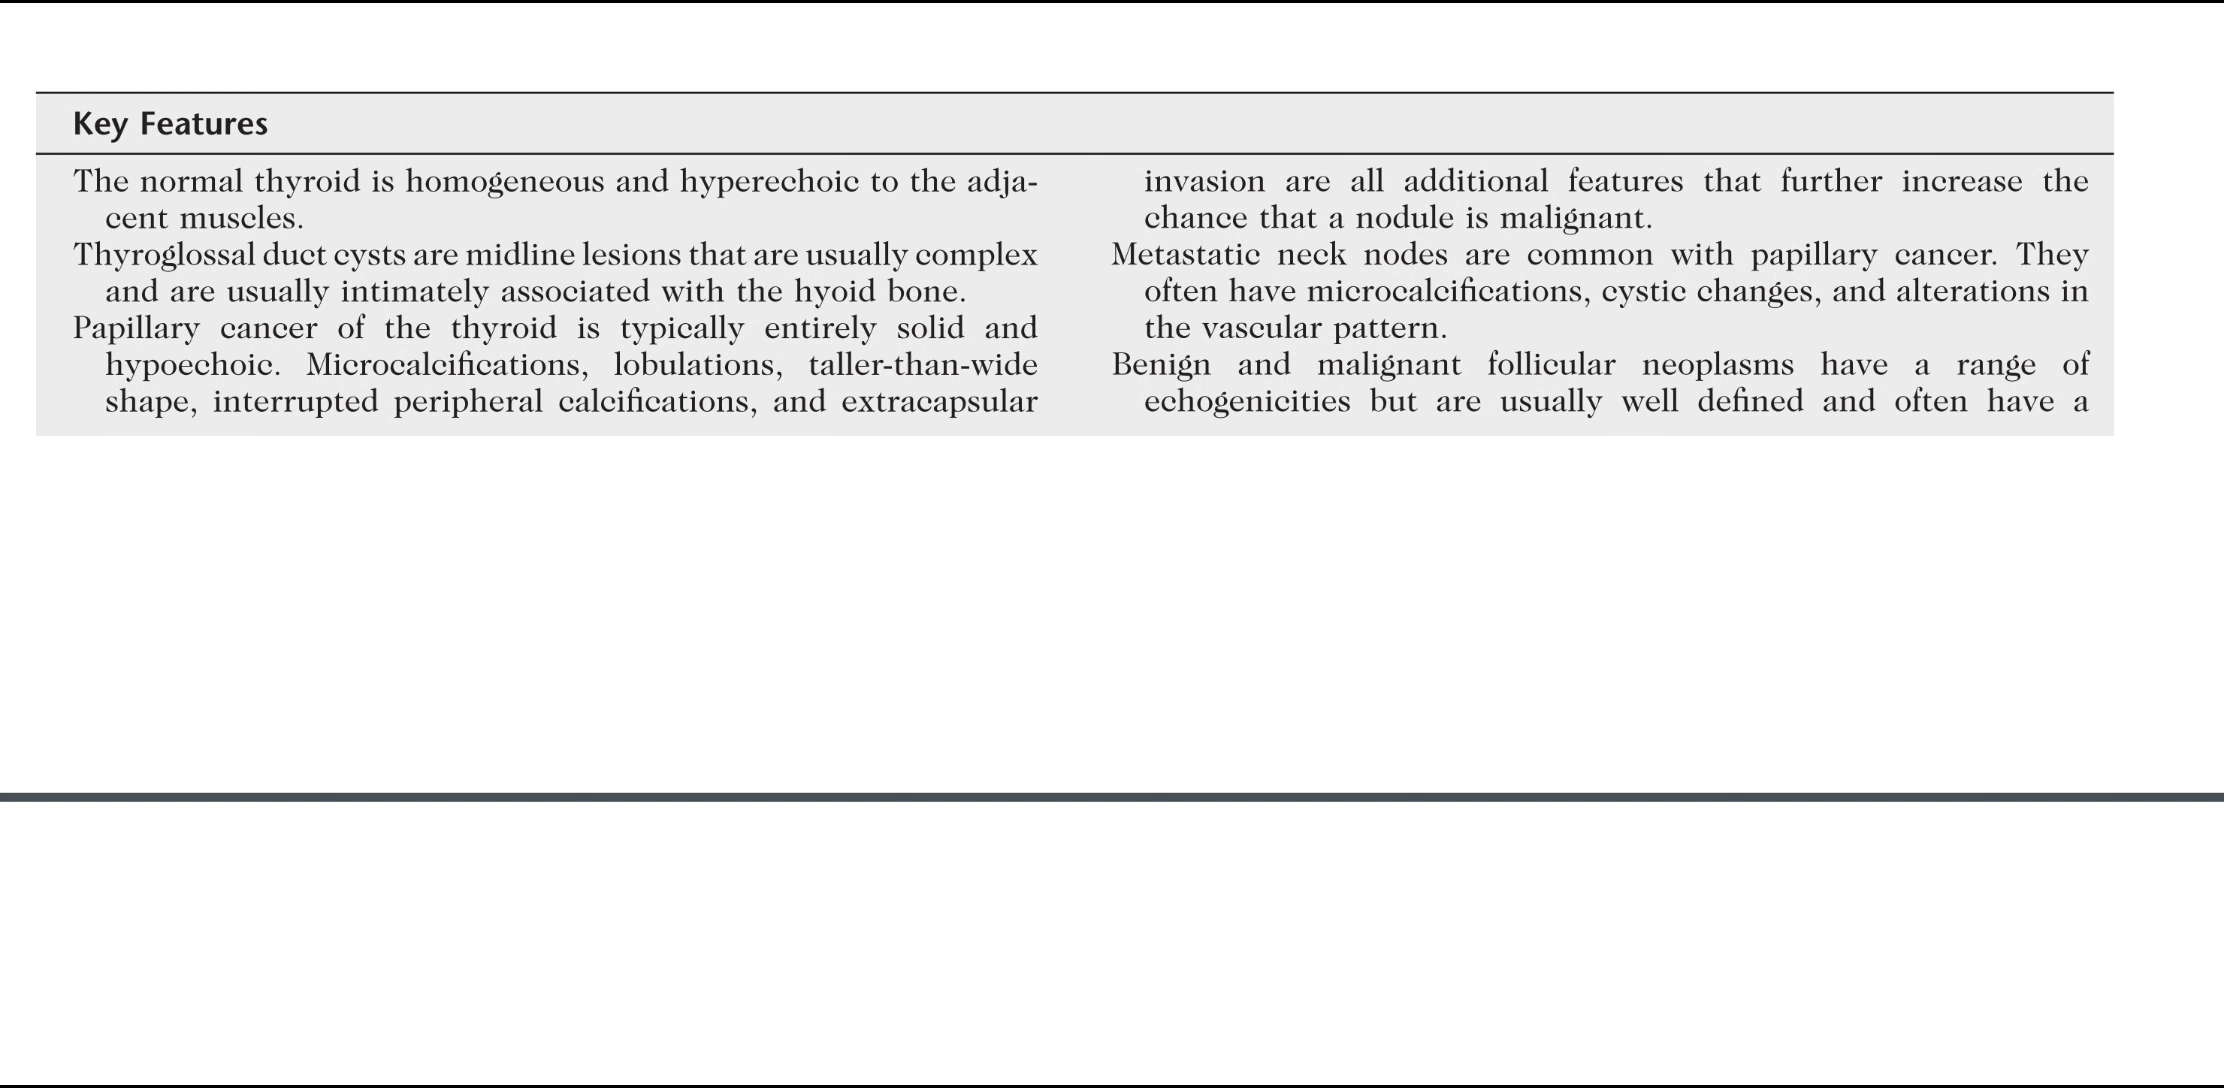 Key Features
The normal thyroid is homogeneous and hyperechoic to the adja-
cent muscles.
Thyroglossal duct cysts are midline lesions that are usually complex
and are usually intimately associated with the hyoid bone.
Papillary cancer of the thyroid is typically entirely solid and
hypoechoic. Microcalcifications, lobulations, taller-than-wide
shape, interrupted peripheral calcifications, and extracapsular
invasion are all additional features that further increase the
chance that a nodule is malignant.
Metastatic neck nodes are common with papillary cancer. They
often have microcalcifications, cystic changes, and alterations in
the vascular pattern.
Benign and malignant follicular neoplasms have a range of
echogenicities but are usually well defined and often have a